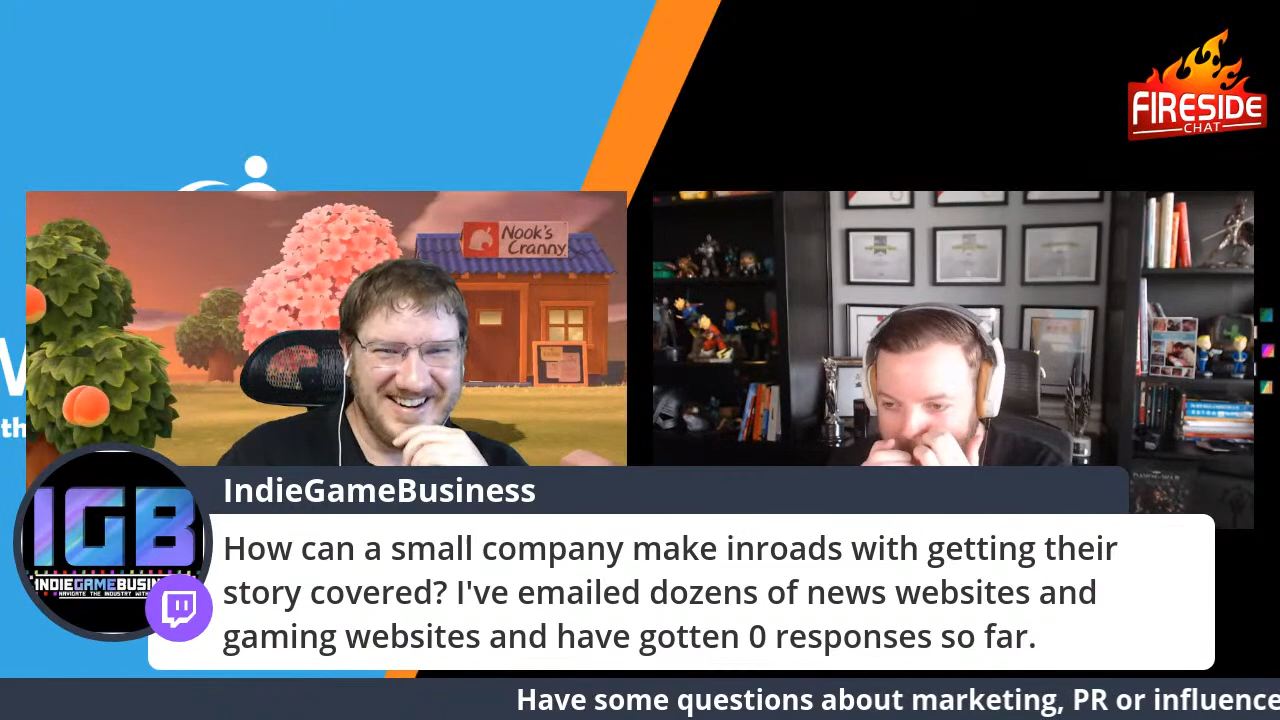 FIRESIDE
CHAT
Nook's
Cranny
W
th
IGB
INDIEGAMEBUSIN
IndieGameBusiness
How can a small company make inroads with getting their
story covered? I've emailed dozens of news websites and
gaming websites and have gotten 0 responses so far.
Have some questions about marketing, PR or influence